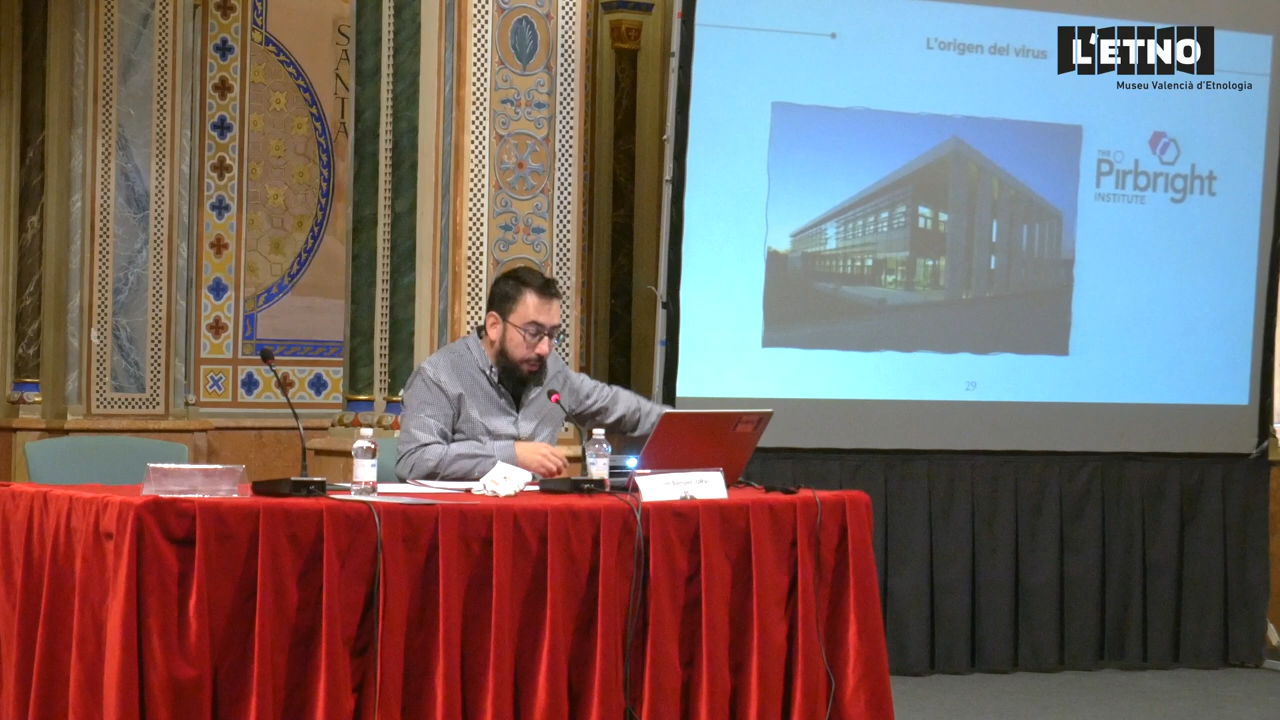 SANTA
L'origen del virus
L'ETNO
Museu Valencià d'Etnologia
THE
Pirbright
INSTITUTE
29